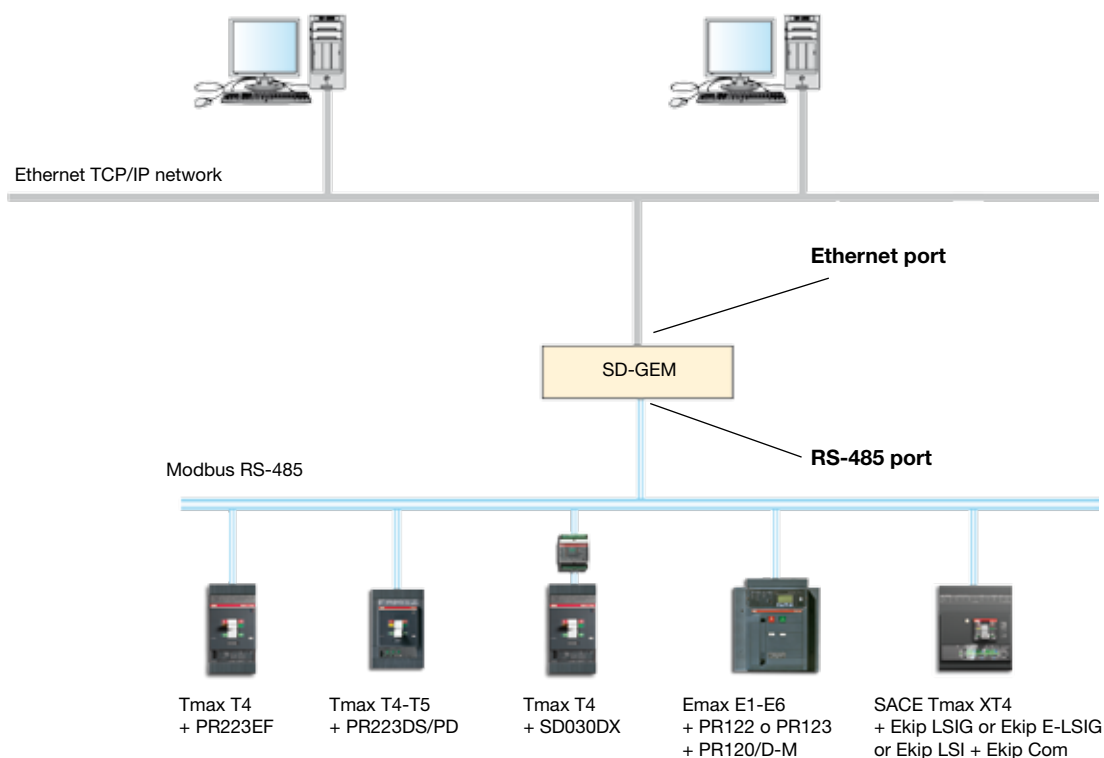 Ethernet TCP/IP network
Ethernet port
SD-GEM
RS-485 port
Modbus RS-485
Tmax T4
+ PR223EF
Tmax T4-T5
+ PR223DS/PD
Tmax T4
+ SD030DX
Emax E1-E6
+ PR122 o PR123
+ PR120/D-M
SACE Tmax XT4
+ Ekip LSIG or Ekip E-LSIG
or Ekip LSI + Ekip Com